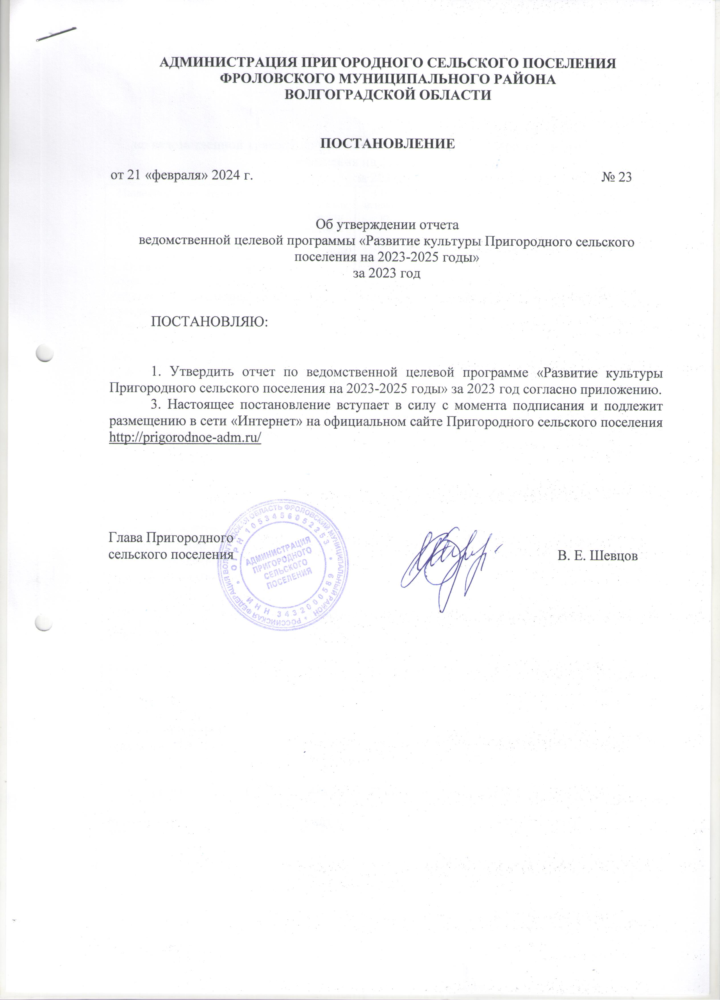 АДМИНИСТРАЦИЯ ПРИГОРОДНОГО СЕЛЬСКОГО ПОСЕЛЕНИЯ
ФРОЛОВСКОГО МУНИЦИПАЛЬНОГО РАЙОНА
ВОЛГОГРАДСКОЙ ОБЛАСТИ
ПОСТАНОВЛЕНИЕ
от 21 «февраля» 2024 г. № 23
Об утверждении отчета
ведомственной целевой программы «Развитие культуры Пригородного сельского
поселения на 2023-2025 годы»
за 2023 год
ПОСТАНОВЛЯЮ:
1. Утвердить отчет по ведомственной целевой программе «Развитие культуры
Пригородного сельского поселения на 2023-2025 годы» за 2023 год согласно приложению.
3. Настоящее постановление вступает в силу с момента подписания и подлежит
размещению в сети «Интернет» на официальном сайте Пригородного сельского поселения
http://prigorodnoe-adm.ru/
Глава Пригородного
сельского поселения В. Е. Шевцов
РОССИЙСКАЯ ФЕДЕРАЦИЯ ВОЛГОГРАДСКАЯ ОБЛАСТЬ ФРОЛОВСКИЙ МУНИЦИПАЛЬНЫЙ РАЙОН
ОГРН 1053456052253
ИНН 3432000589
АДМИНИСТРАЦИЯ
ПРИГОРОДНОГО
СЕЛЬСКОГО
ПОСЕЛЕНИЯ